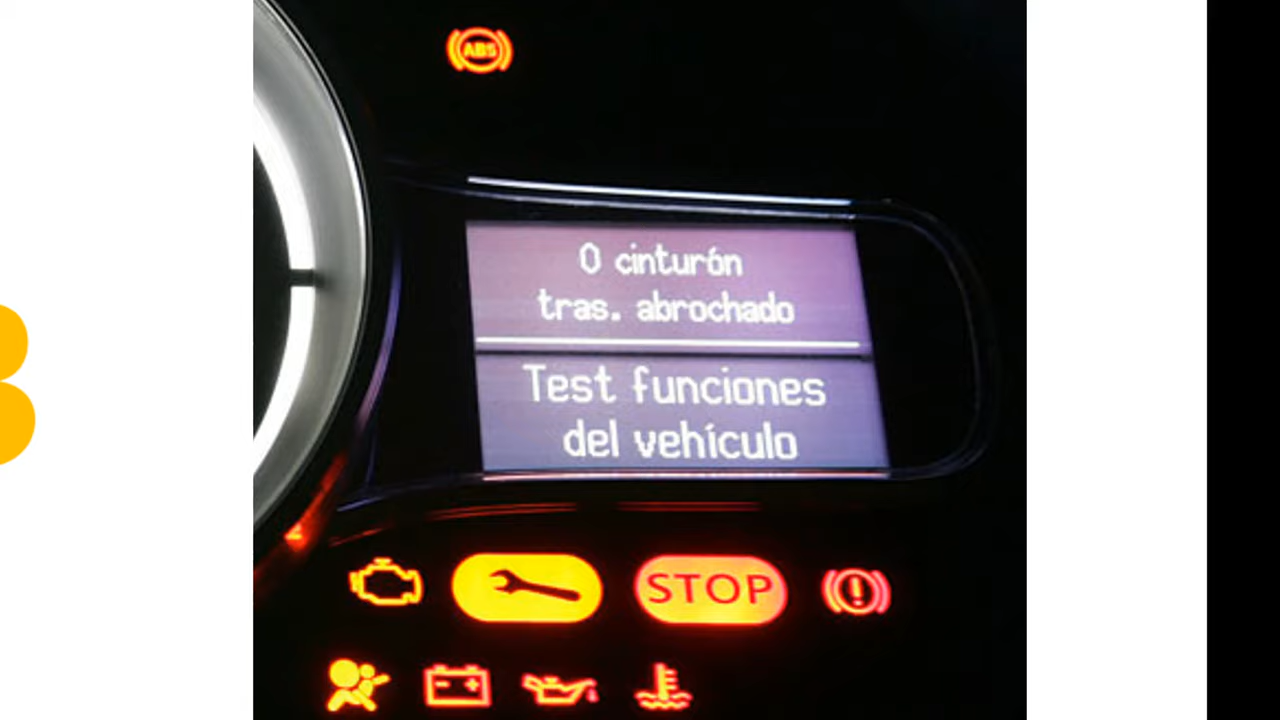 ABS
0 cinturón
tras. abrochado
Test funciones
del vehículo
STOP